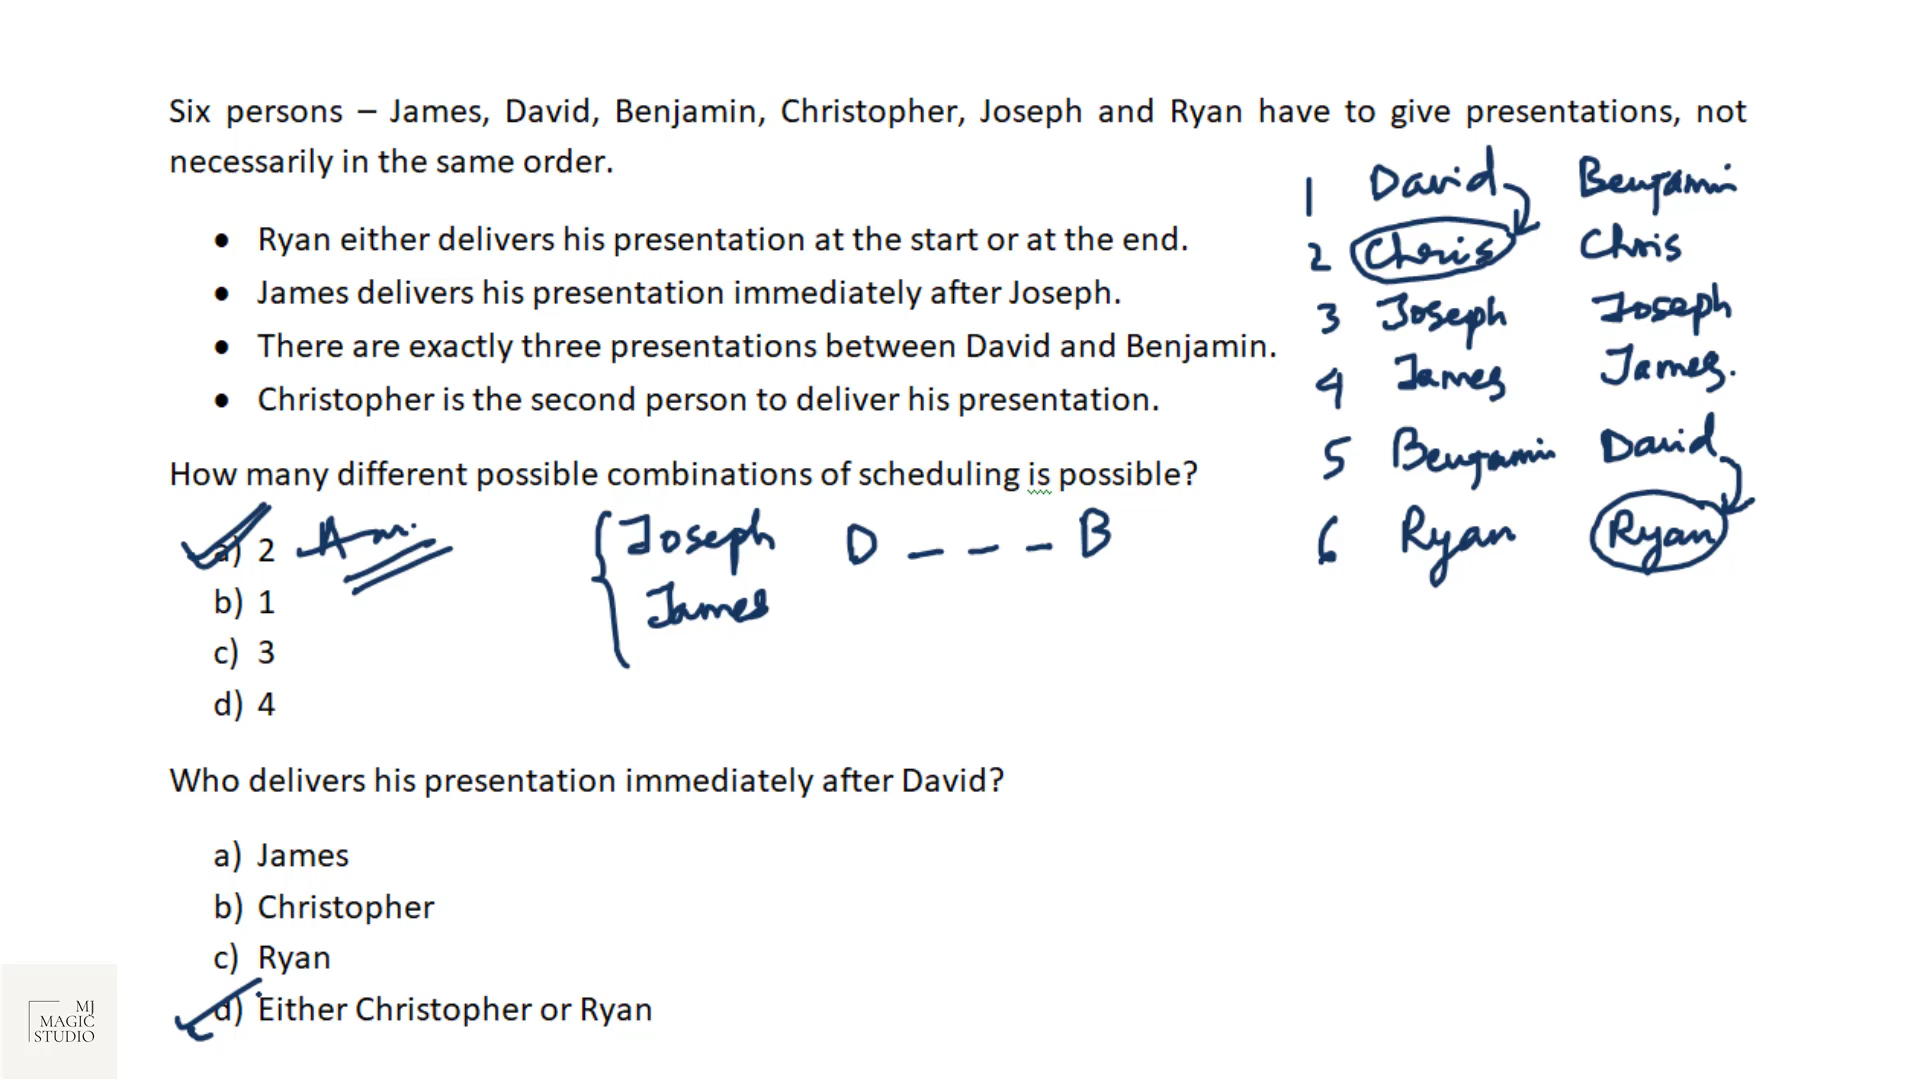 Six persons – James, David, Benjamin, Christopher, Joseph and Ryan have to give presentations, not
necessarily in the same order.
• Ryan either delivers his presentation at the start or at the end.
• James delivers his presentation immediately after Joseph.
• There are exactly three presentations between David and Benjamin.
• Christopher is the second person to deliver his presentation.
1 David Benjamin
2 Chris Chris
3 Joseph Joseph
4 James James.
5 Benjamin David
6 Ryan Ryan
How many different possible combinations of scheduling is possible?
a) 2 Ans.
b) 1
c) 3
d) 4
Joseph D _ _ _ B
James
Who delivers his presentation immediately after David?
a) James
b) Christopher
c) Ryan
d) Either Christopher or Ryan
MJ
MAGIC
STUDIO